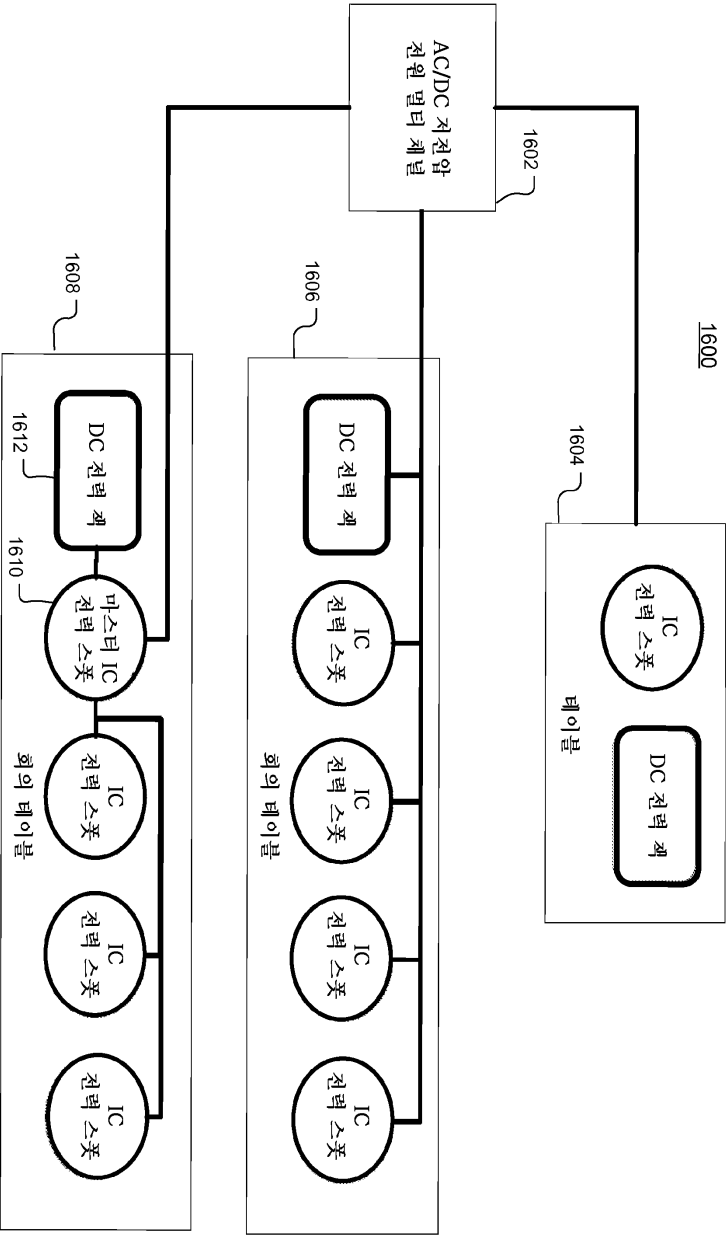 1600
AC/DC 저전압
전원 멀티 채널
1602
1604
IC
전력 스폿
DC 전력 잭
테이블
1606
DC 전력 잭
IC
전력 스폿
IC
전력 스폿
IC
전력 스폿
IC
전력 스폿
회의 테이블
1608
DC 전력 잭
1612
마스터 IC
전력 스폿
1610
IC
전력 스폿
IC
전력 스폿
IC
전력 스폿
회의 테이블